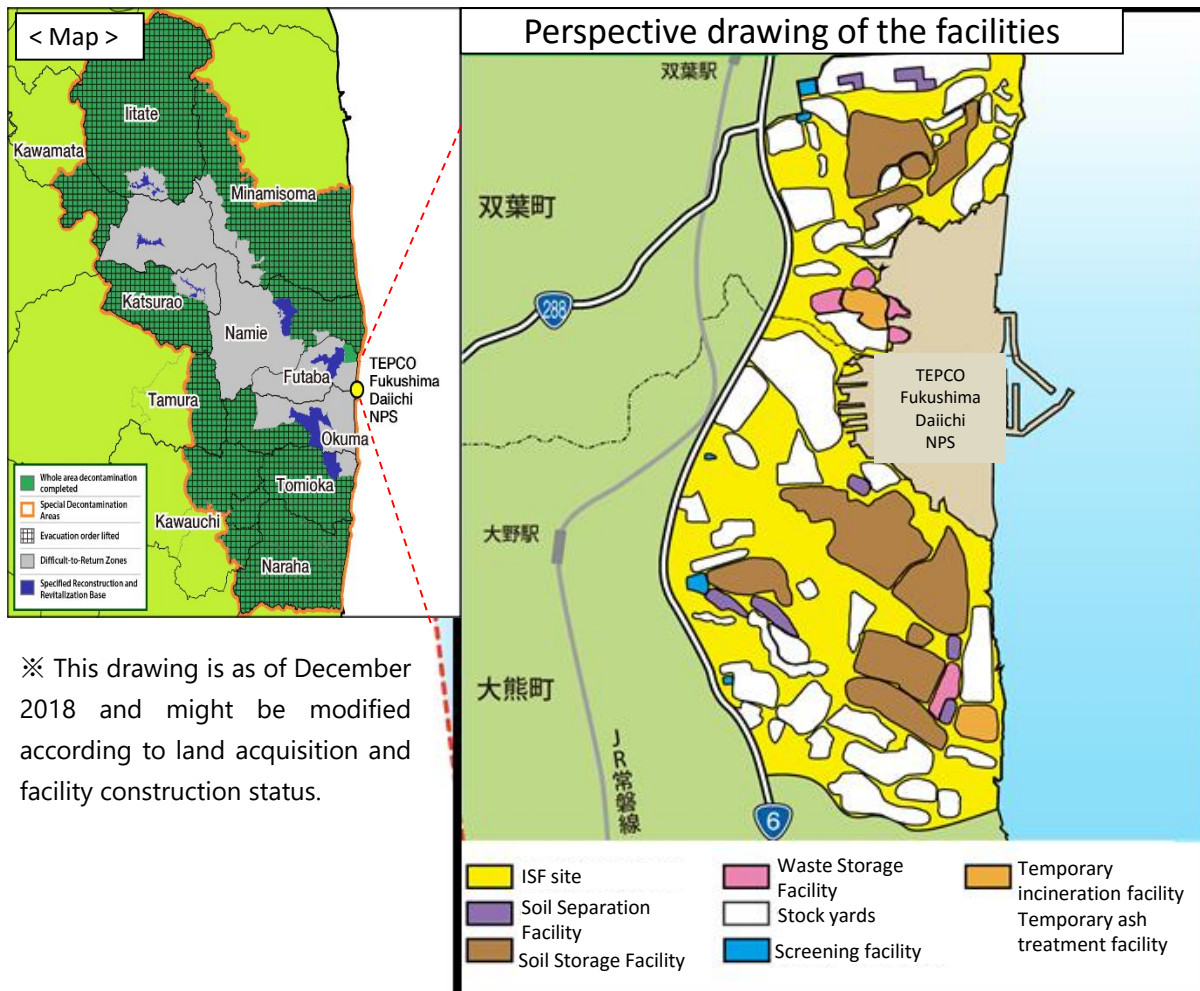 < Map >
Iitate
Kawamata
Minamisoma
Katsurao
Namie
Futaba
TEPCO
Fukushima
Daiichi
NPS
Tamura
Okuma
Tomioka
Kawauchi
Naraha
Whole area decontamination
completed
Special Decontamination
Areas
Evacuation order lifted
Difficult-to-Return Zones
Specified Reconstruction and
Revitalization Base
※ This drawing is as of December
2018 and might be modified
according to land acquisition and
facility construction status.
Perspective drawing of the facilities
双葉駅
双葉町
288
TEPCO
Fukushima
Daiichi
NPS
大野駅
大熊町
JR常磐線
6
ISF site
Soil Separation
Facility
Soil Storage Facility
Waste Storage
Facility
Stock yards
Screening facility
Temporary
incineration facility
Temporary ash
treatment facility